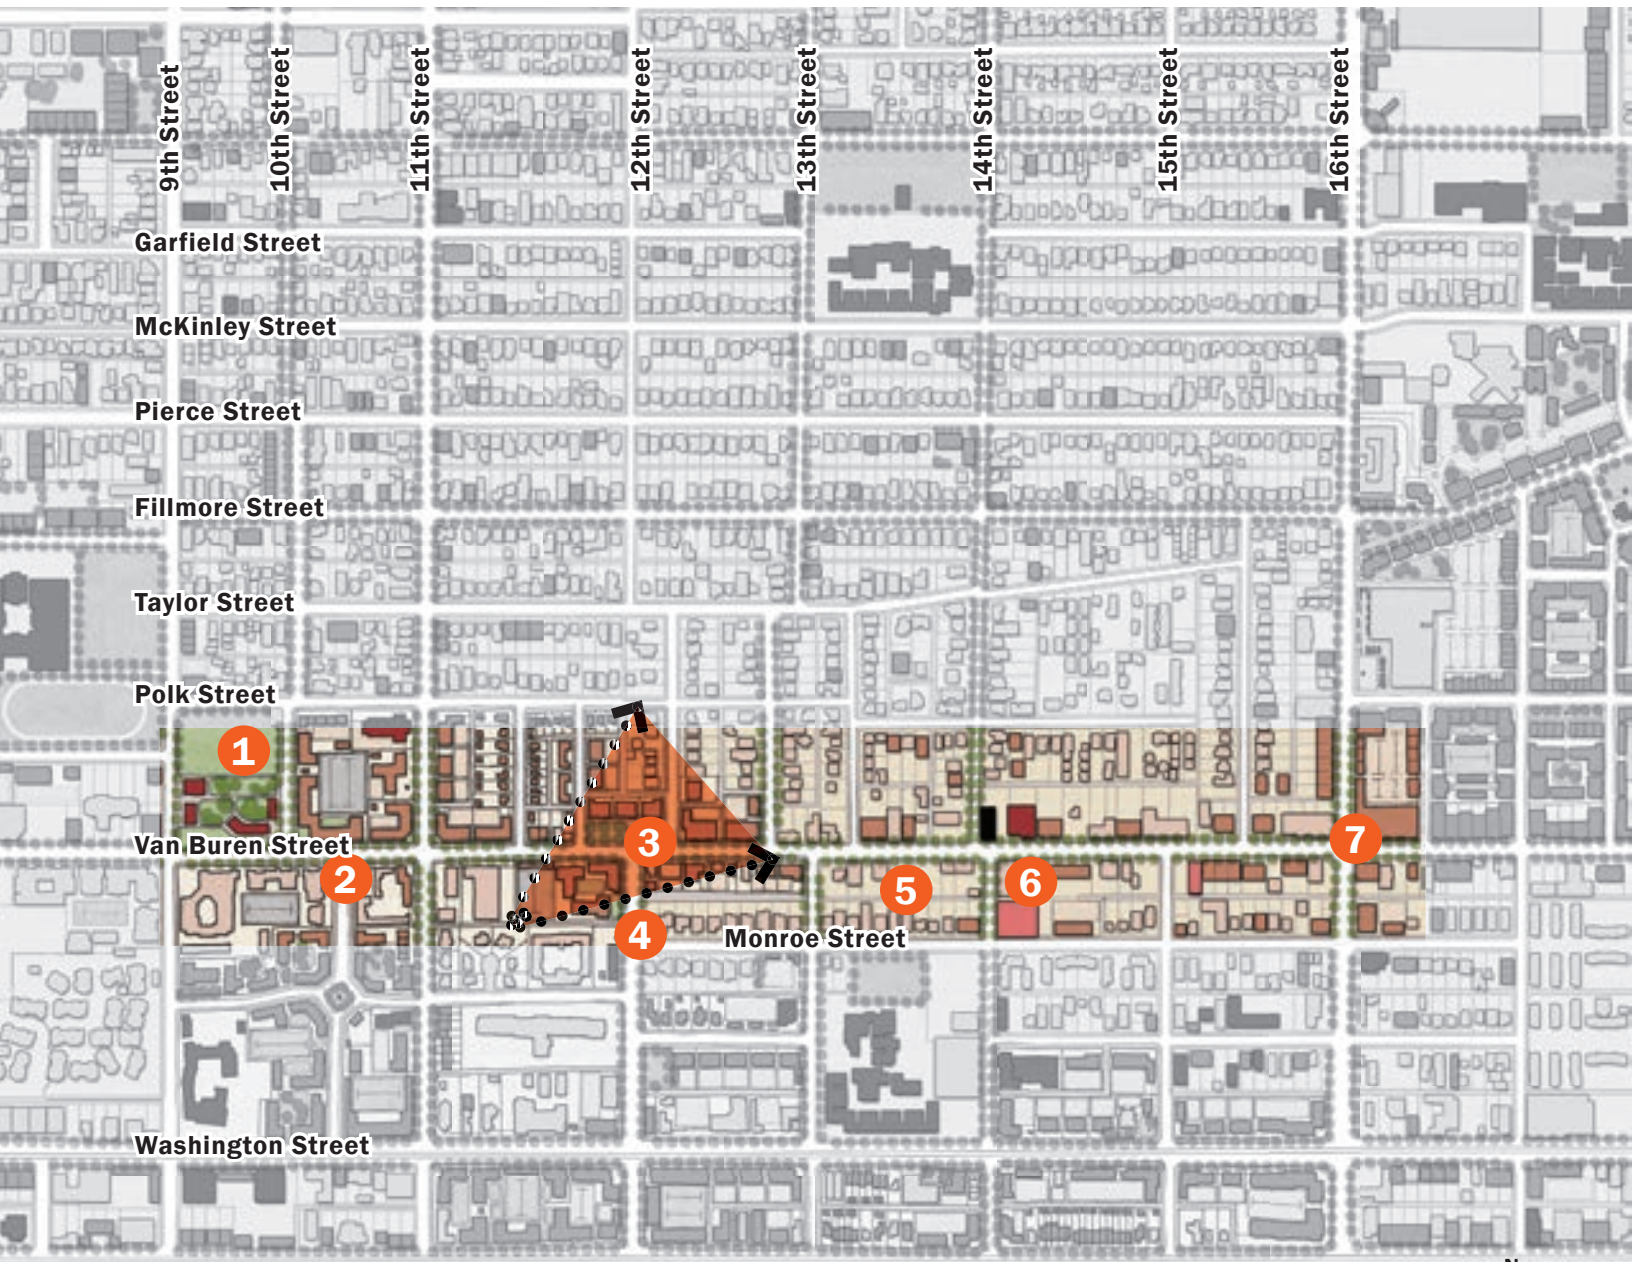 9th Street
10th Street
11th Street
12th Street
13th Street
14th Street
15th Street
16th Street
Garfield Street
McKinley Street
Pierce Street
Fillmore Street
Taylor Street
Polk Street
1
Van Buren Street
3
7
2
5
6
4
Monroe Street
Washington Street